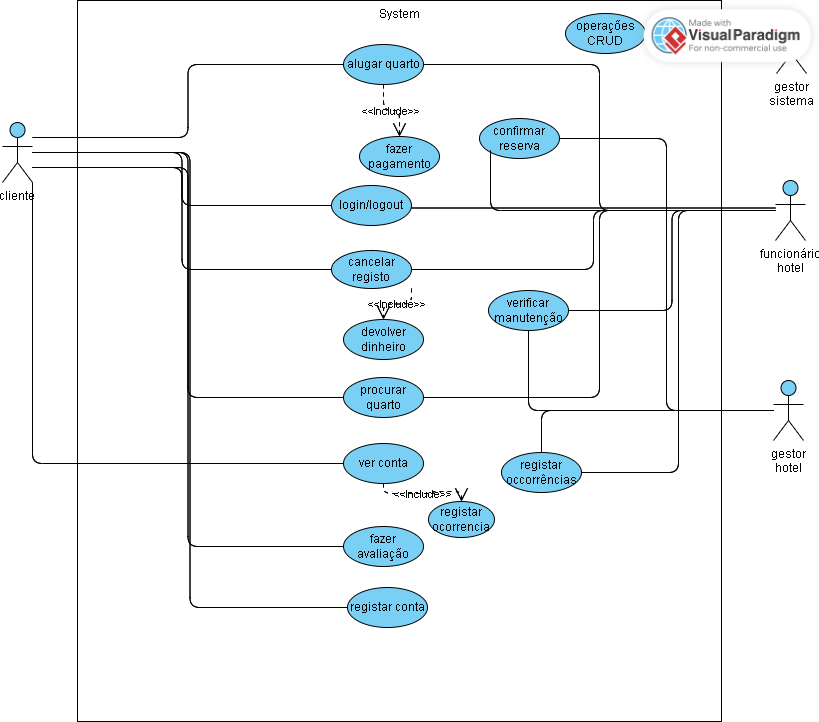 System
operações
CRUD
Made with
VisualParadigm
For non-commercial use
gestor
sistema
alugar quarto
<<Include>>
fazer
pagamento
confirmar
reserva
cliente
login/logout
funcionário
hotel
cancelar
registo
<<Include>>
devolver
dinheiro
verificar
manutenção
procurar
quarto
gestor
hotel
ver conta
<<Include>>
registar
ocorrencia
registar
occorrências
fazer
avaliação
registar conta